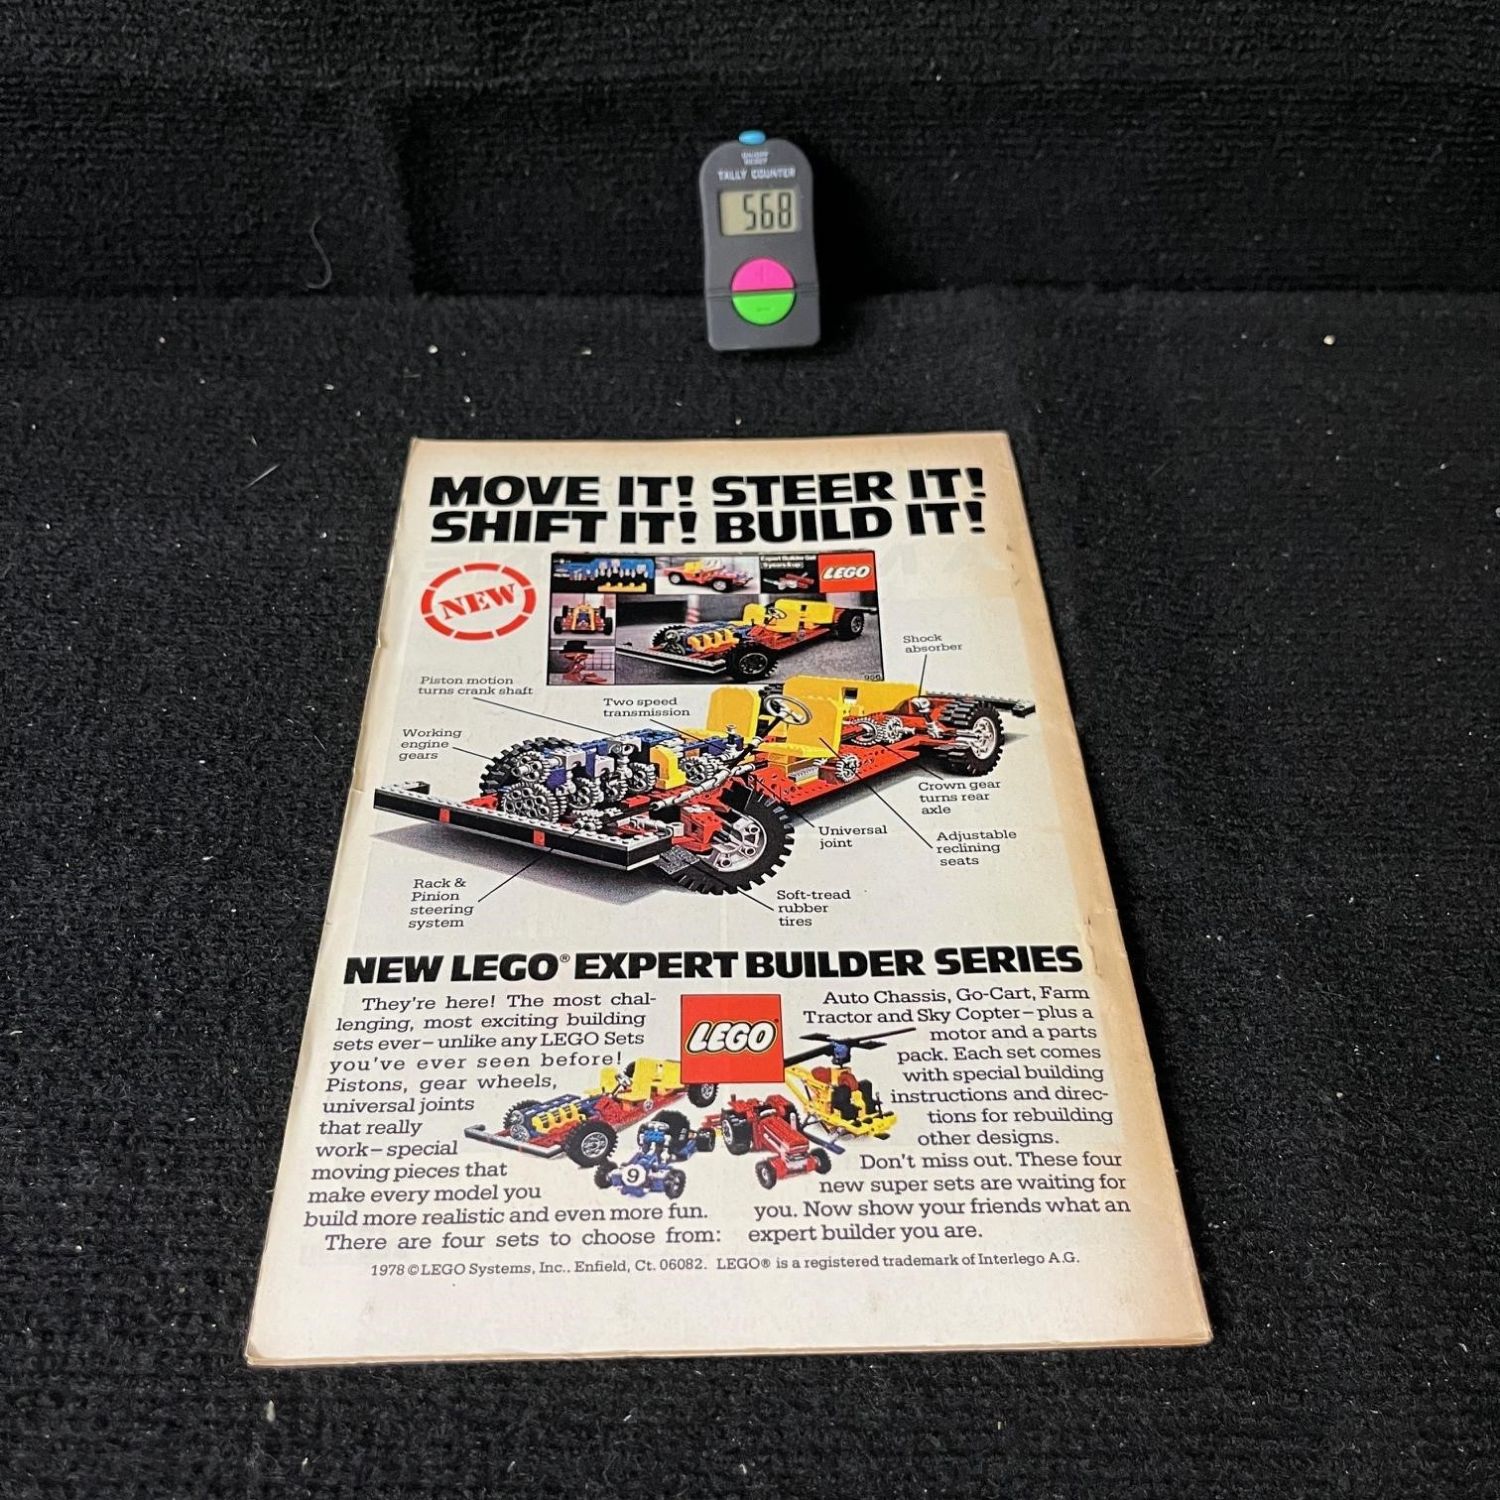 TALLY COUNTER
568
MOVE IT! STEER IT!
SHIFT IT! BUILD IT!
NEW
Expert Builder Set
9 years & up
LEGO
956
Shock
absorber
Piston motion
turns crank shaft
Two speed
transmission
Working
engine
gears
Crown gear
turns rear
axle
Universal
joint
Adjustable
reclining
seats
Rack &
Pinion
steering
system
Soft-tread
rubber
tires
NEW LEGO® EXPERT BUILDER SERIES
They're here! The most chal-
lenging, most exciting building
sets ever—unlike any LEGO Sets
you've ever seen before!
Pistons, gear wheels,
universal joints
that really
work—special
moving pieces that
make every model you
build more realistic and even more fun.
There are four sets to choose from:
LEGO
9
Auto Chassis, Go-Cart, Farm
Tractor and Sky Copter—plus a
motor and a parts
pack. Each set comes
with special building
instructions and direc-
tions for rebuilding
other designs.
Don't miss out. These four
new super sets are waiting for
you. Now show your friends what an
expert builder you are.
1978 © LEGO Systems, Inc.. Enfield, Ct. 06082. LEGO® is a registered trademark of Interlego A.G.